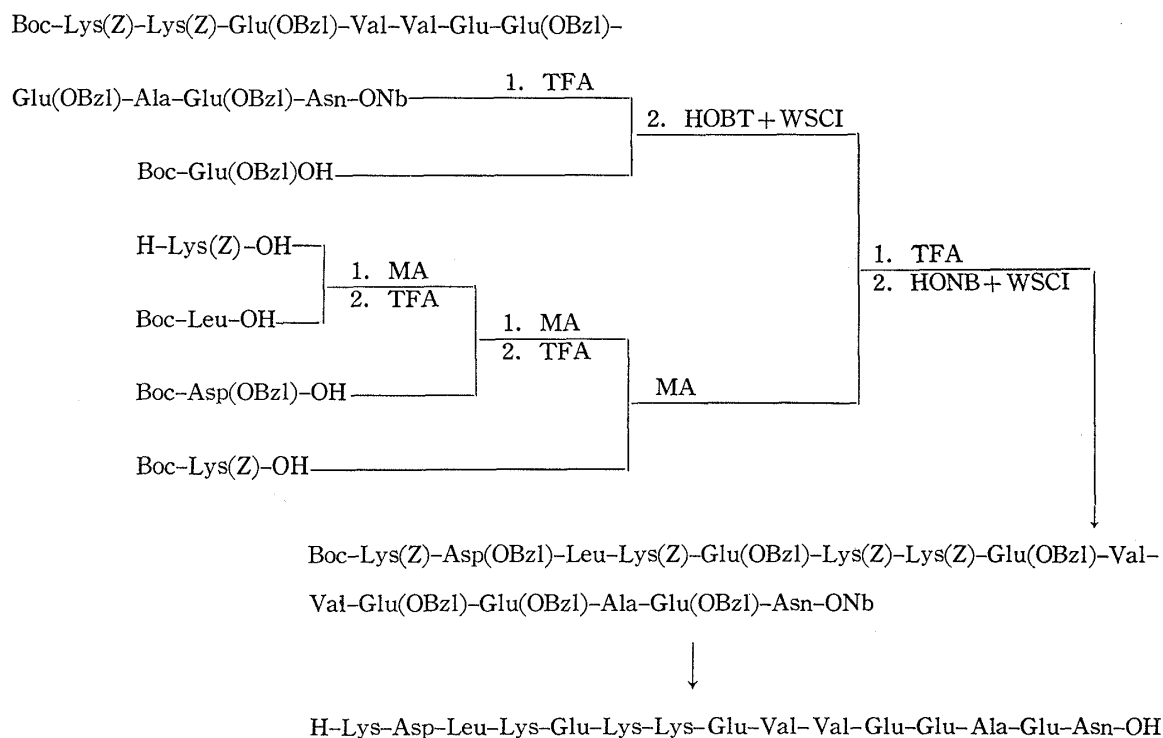 Boc–Lys(Z)–Lys(Z)–Glu(OBzl)–Val–Val–Glu–Glu(OBzl)–
Glu(OBzl)–Ala–Glu(OBzl)–Asn–ONb
1. TFA
2. HOBT+WSCI
Boc–Glu(OBzl)OH
H–Lys(Z)–OH
1. MA
2. TFA
1. TFA
2. HONB+WSCI
Boc–Leu–OH
1. MA
2. TFA
Boc–Asp(OBzl)–OH
MA
Boc–Lys(Z)–OH
Boc–Lys(Z)–Asp(OBzl)–Leu–Lys(Z)–Glu(OBzl)–Lys(Z)–Lys(Z)–Glu(OBzl)–Val–
Val–Glu(OBzl)–Glu(OBzl)–Ala–Glu(OBzl)–Asn–ONb
H–Lys–Asp–Leu–Lys–Glu–Lys–Lys–Glu–Val–Val–Glu–Glu–Ala–Glu–Asn–OH